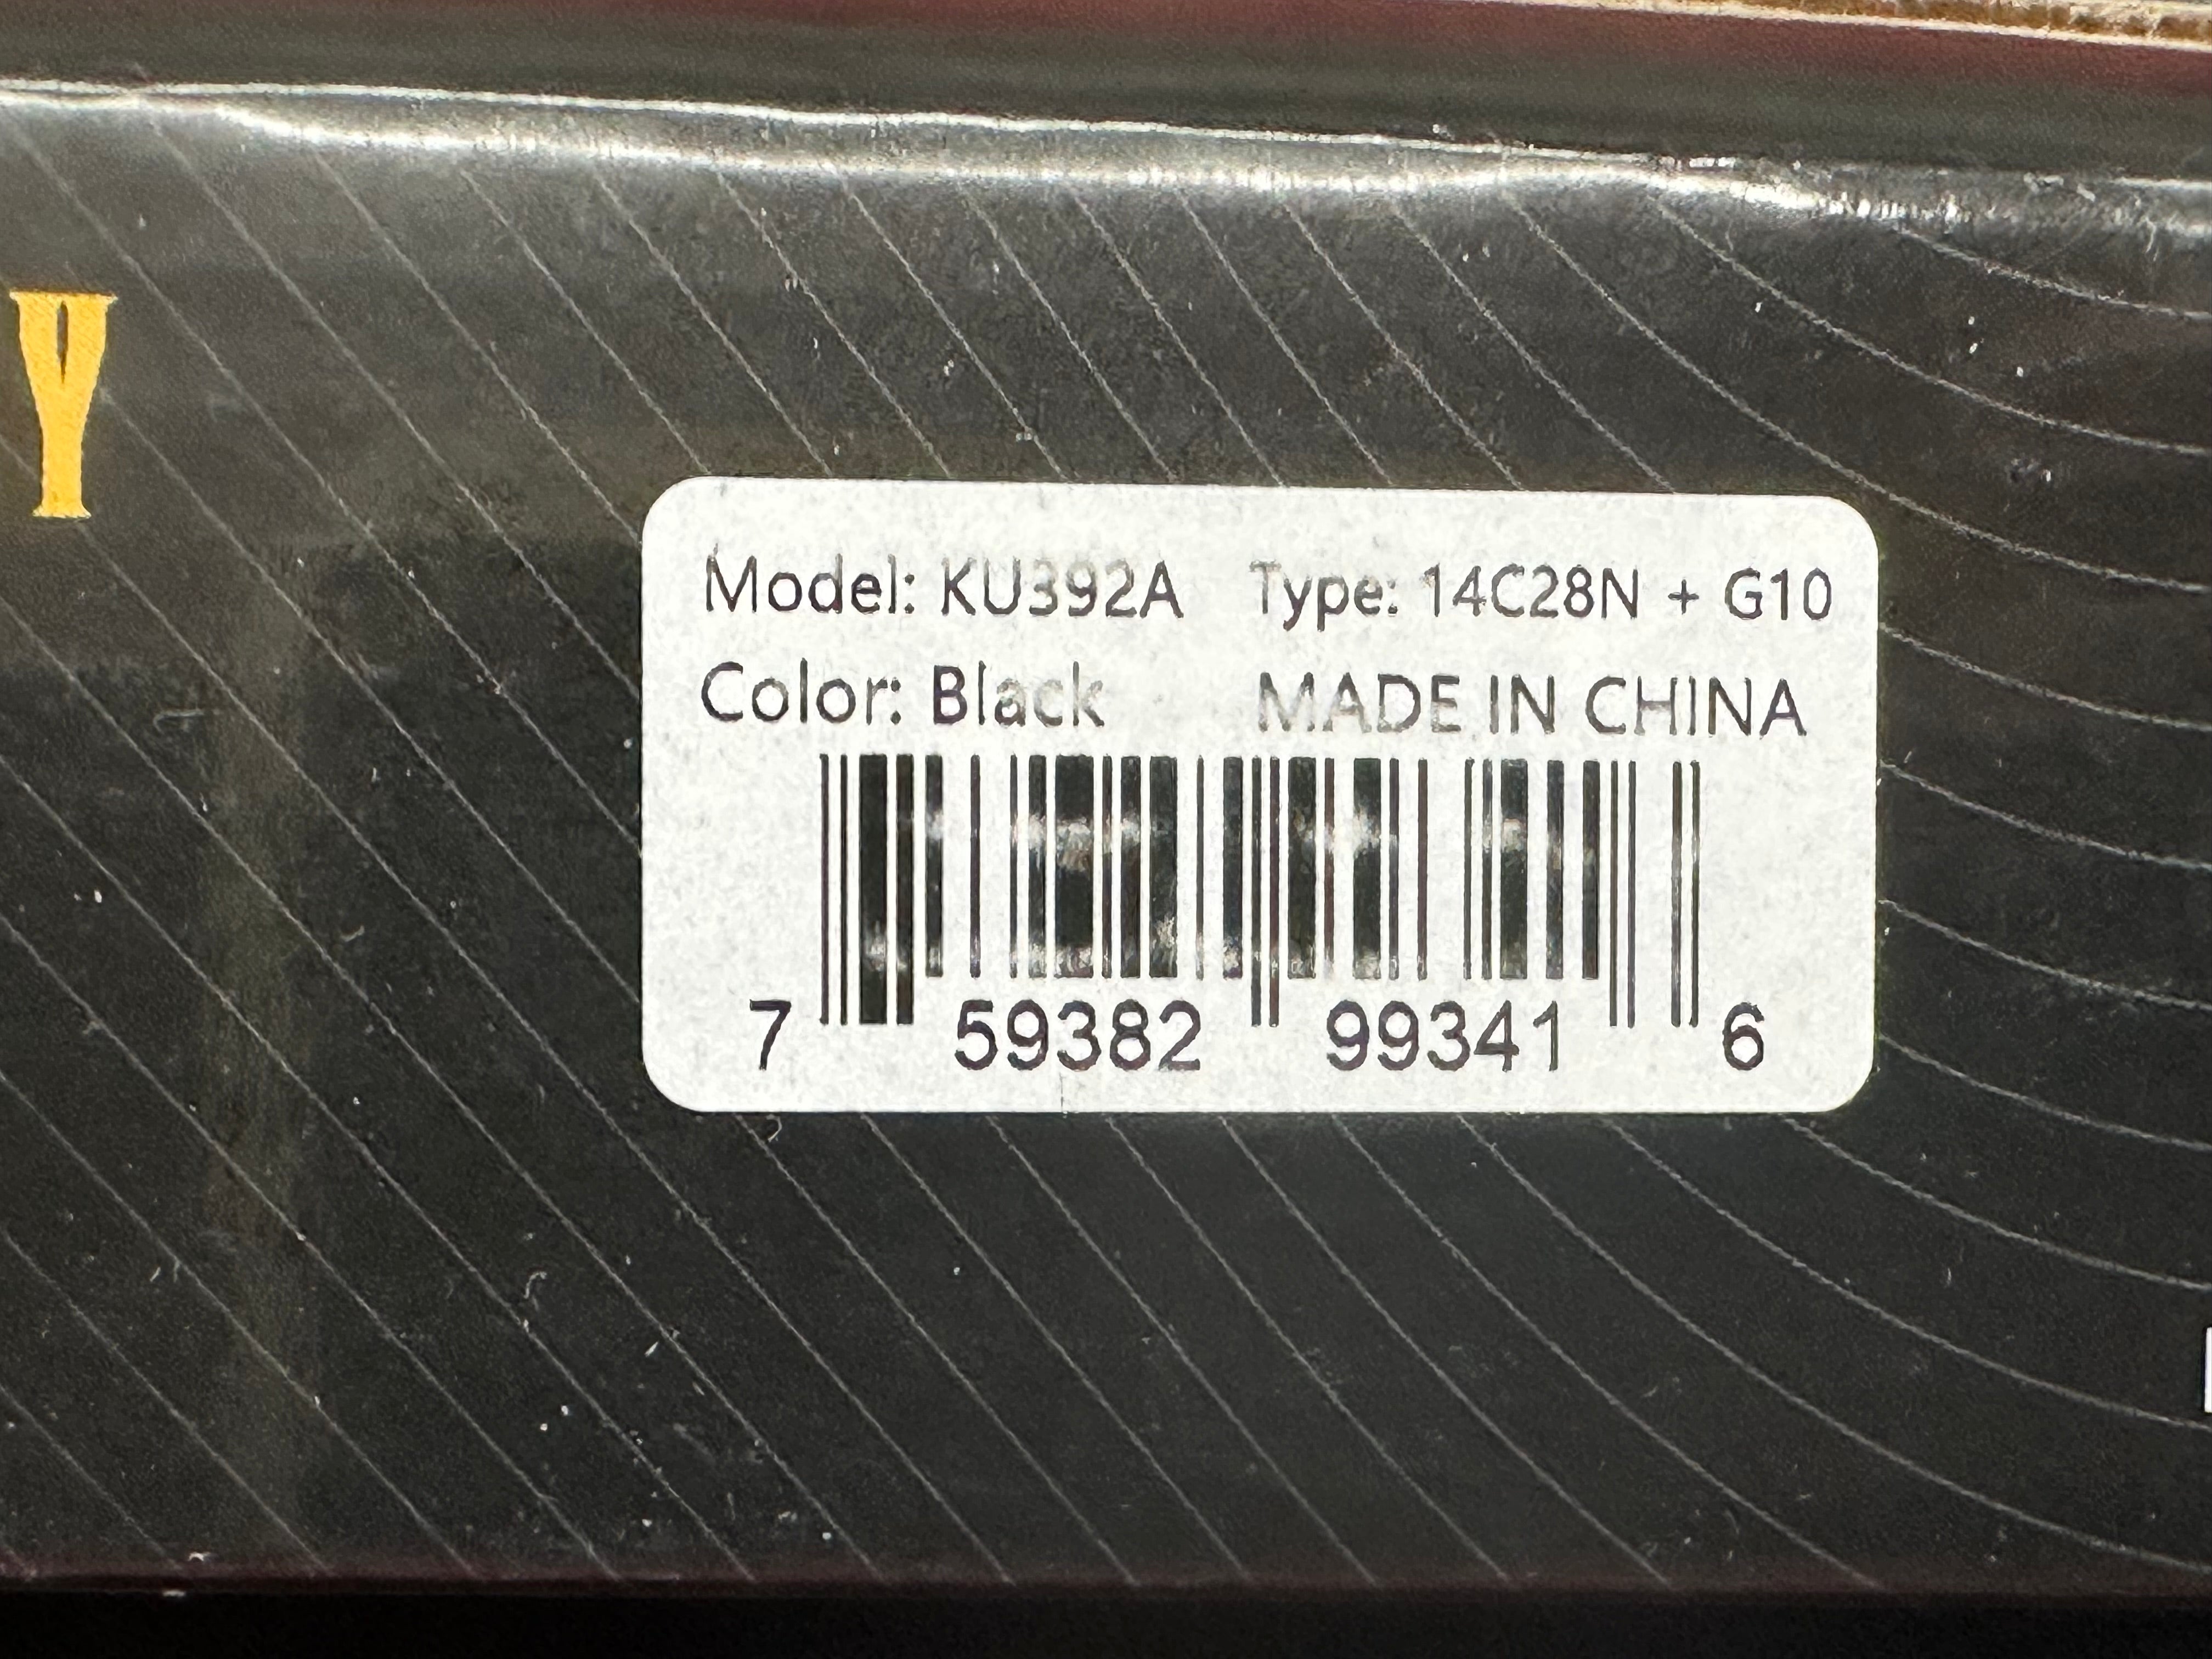 Y
Model: KU392A Type: 14C28N + G10
Color: Black MADE IN CHINA
7 59382 99341 6